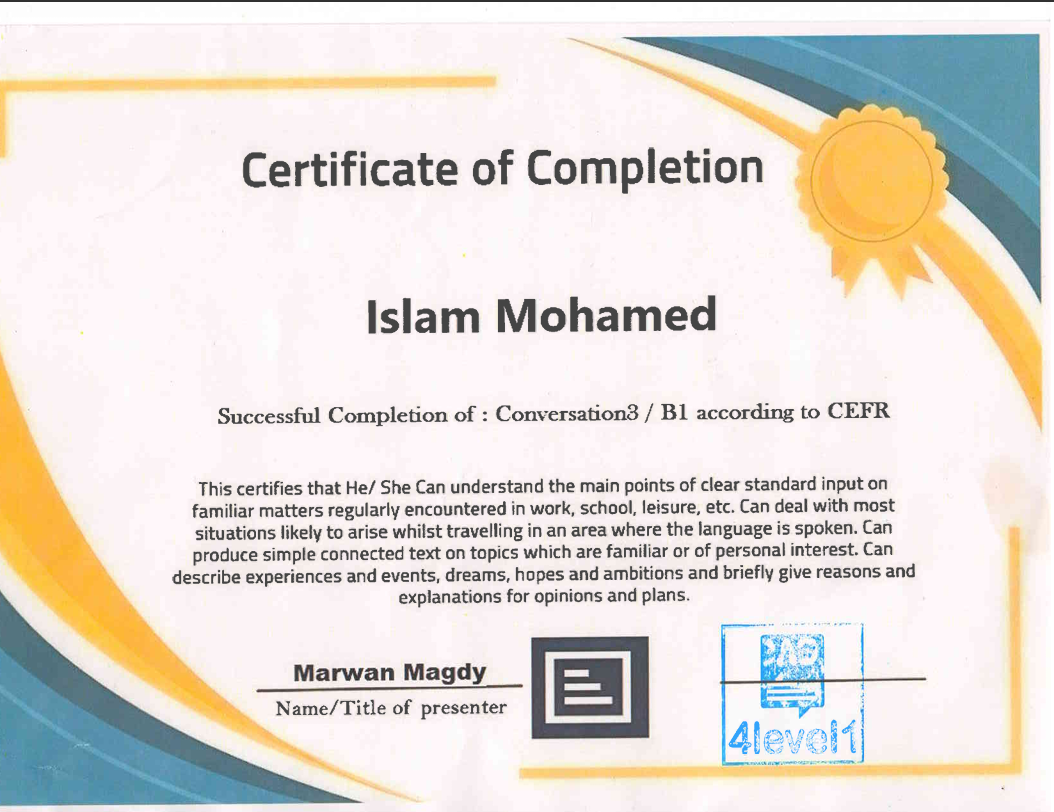 Certificate of Completion
Islam Mohamed
Successful Completion of : Conversation3 / B1 according to CEFR
This certifies that He/ She Can understand the main points of clear standard input on
familiar matters regularly encountered in work, school, leisure, etc. Can deal with most
situations likely to arise whilst travelling in an area where the language is spoken. Can
produce simple connected text on topics which are familiar or of personal interest. Can
describe experiences and events, dreams, hopes and ambitions and briefly give reasons and
explanations for opinions and plans.
Marwan Magdy
Name/Title of presenter
4level1